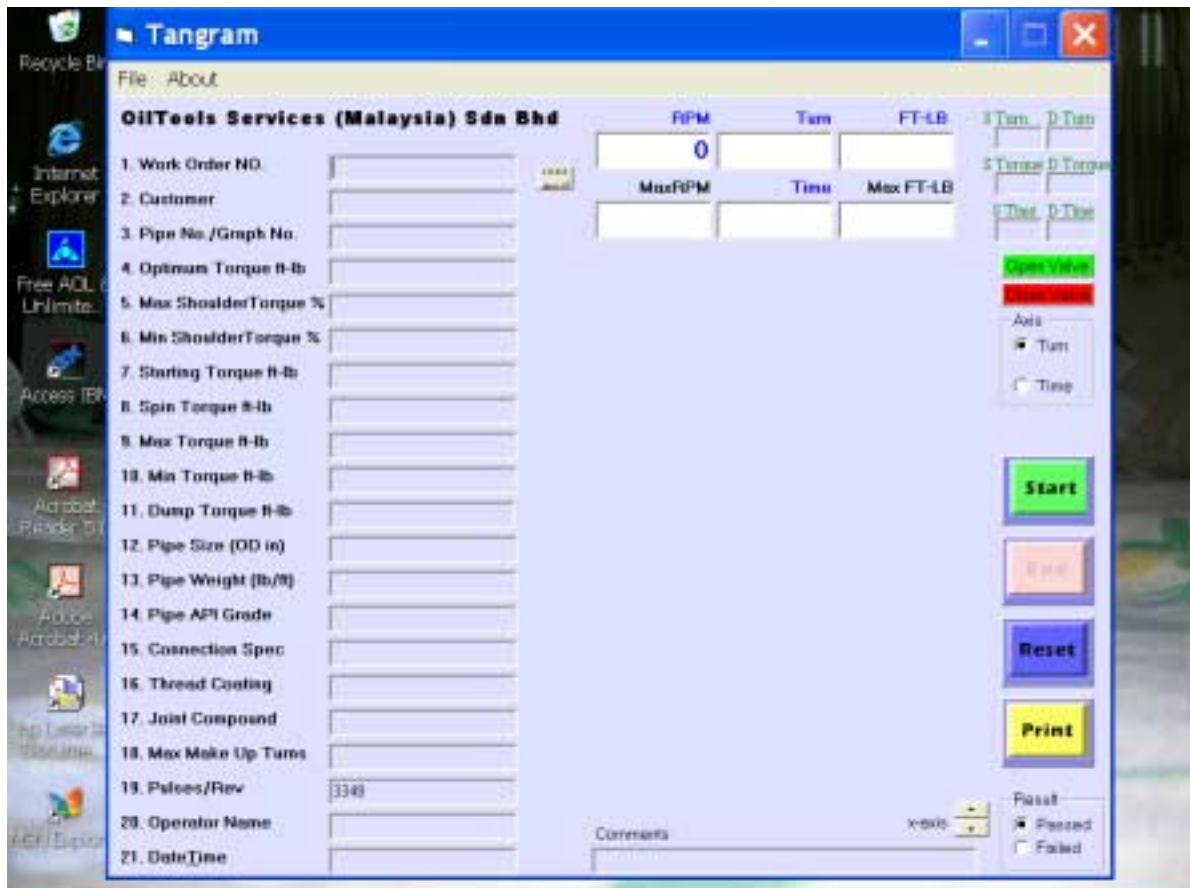 Tangram
Recycle Bin
File About
OilTools Services (Malaysia) Sdn Bhd
RPM Turn FT-LB
S Turn D Turn
0
Internet Explorer
1. Work Order NO.
MaxRPM Time Max FT-LB
S Torque D Torque
2. Customer
S Time D-Time
3. Pipe No./Graph No.
Free AOL &
Unlimite...
4. Optimum Torque ft-lb
Open Valve
5. Max ShoulderTorque %
Close Valve
Axis
6. Min ShoulderTorque %
Turn
7. Starting Torque ft-lb
Time
Access IBM
8. Spin Torque ft-lb
9. Max Torque ft-lb
10. Min Torque ft-lb
Start
Acrobat
Reader 5.
11. Dump Torque ft-lb
12. Pipe Size (OD in)
End
13. Pipe Weight (lb/ft)
Adobe
Acrobat
14. Pipe API Grade
15. Connection Spec
Reset
16. Thread Coating
17. Joint Compound
Print
18. Max Make Up Turns
19. Pulses/Rev
Result
Passed
Failed
20. Operator Name
Comments
x-axis
21. DateTime